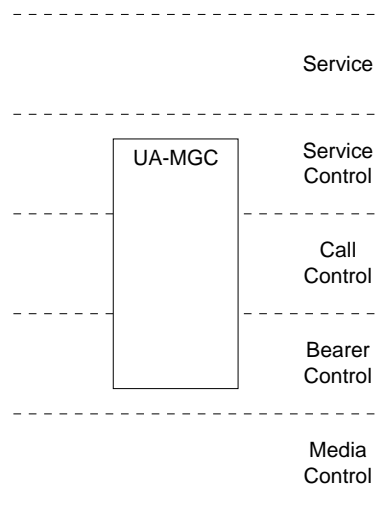 Service
UA-MGC
Service
Control
Call
Control
Bearer
Control
Media
Control